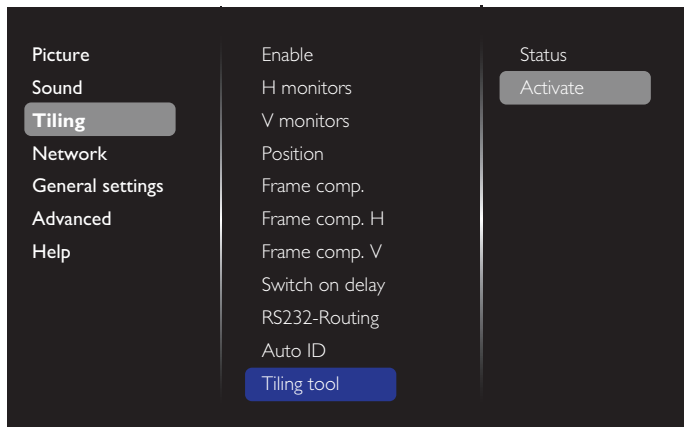 Picture
Sound
Tiling
Network
General settings
Advanced
Help
Enable
H monitors
V monitors
Position
Frame comp.
Frame comp. H
Frame comp. V
Switch on delay
RS232-Routing
Auto ID
Tiling tool
Status
Activate